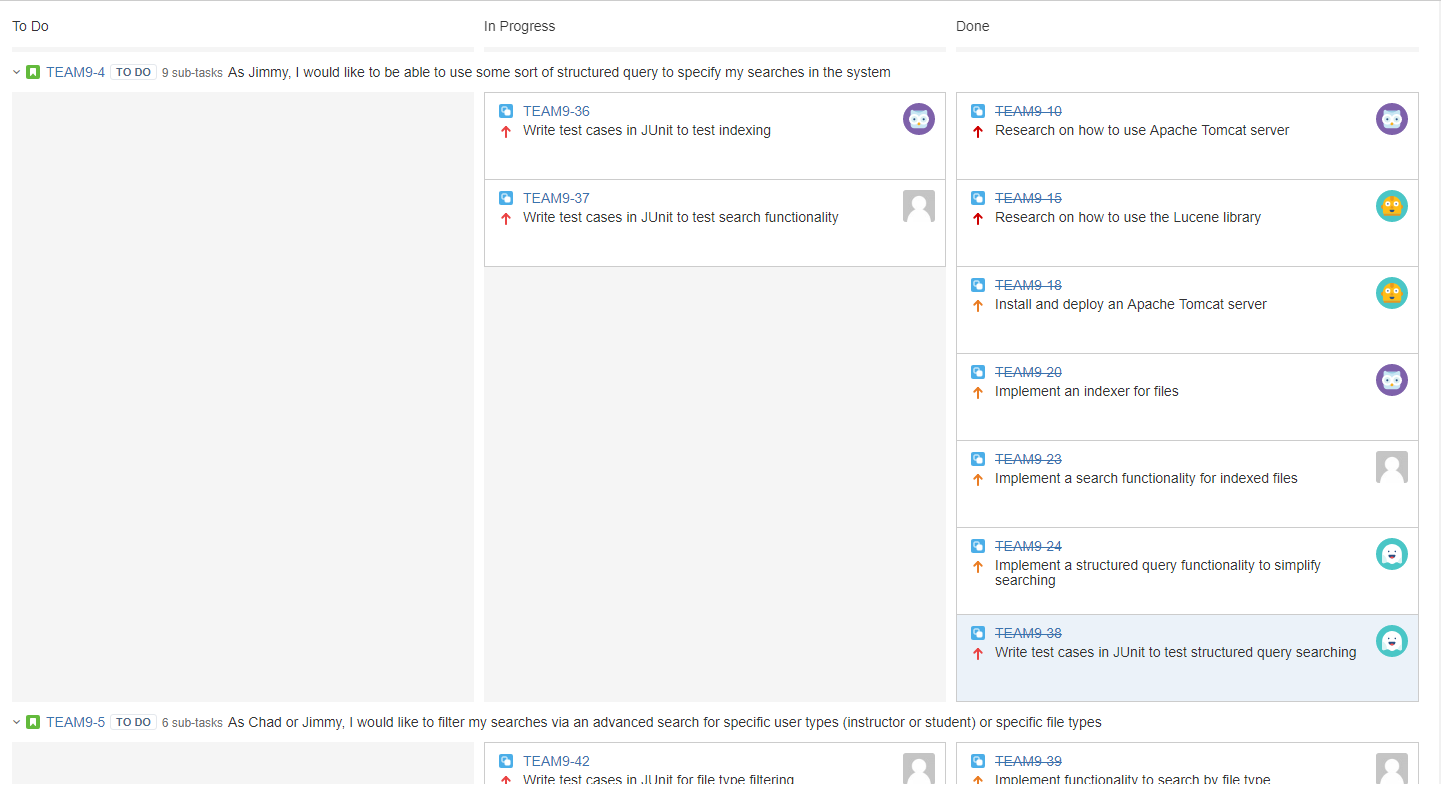 To Do
In Progress
Done
TEAM9-4 TO DO 9 sub-tasks As Jimmy, I would like to be able to use some sort of structured query to specify my searches in the system
TEAM9-36
Write test cases in JUnit to test indexing
TEAM9-37
Write test cases in JUnit to test search functionality
TEAM9-10
Research on how to use Apache Tomcat server
TEAM9-15
Research on how to use the Lucene library
TEAM9-18
Install and deploy an Apache Tomcat server
TEAM9-20
Implement an indexer for files
TEAM9-23
Implement a search functionality for indexed files
TEAM9-24
Implement a structured query functionality to simplify
searching
TEAM9-38
Write test cases in JUnit to test structured query searching
TEAM9-5 TO DO 6 sub-tasks As Chad or Jimmy, I would like to filter my searches via an advanced search for specific user types (instructor or student) or specific file types
TEAM9-42
Write test cases in JUnit for file type filtering
TEAM9-39
Implement functionality to search by file type